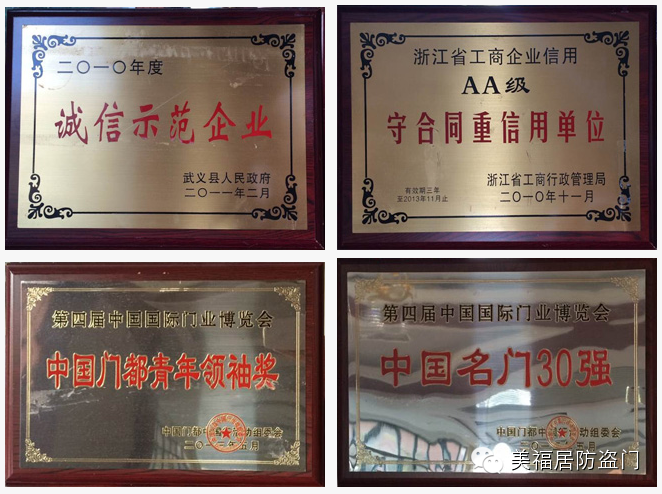 二〇一〇年度
诚信示范企业
武义县人民政府
二〇一一年二月
浙江省工商企业信用
AA级
守合同重信用单位
有效期三年
至2013年11月止
浙江省工商行政管理局
二〇一〇年十一月
第四届中国国际门业博览会
中国门都青年领袖奖
第四届中国国际门业博览会
中国名门30强
美福居防盗门